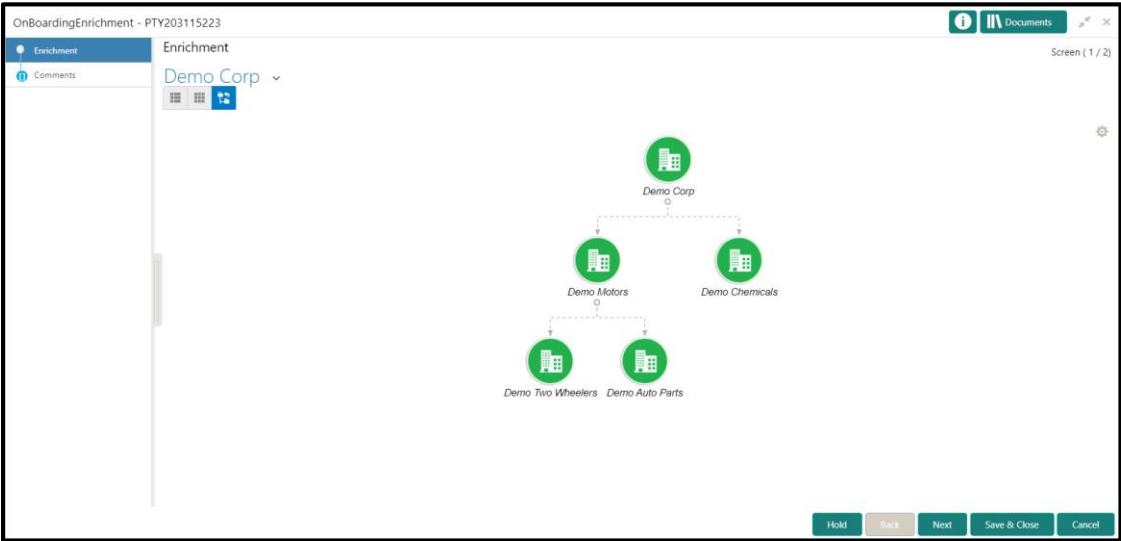 OnBoardingEnrichment - PTY203115223
Documents
Enrichment
Comments
Enrichment
Screen ( 1 / 2)
Demo Corp
Demo Corp
Demo Motors
Demo Chemicals
Demo Two Wheelers
Demo Auto Parts
Hold
Back
Next
Save & Close
Cancel